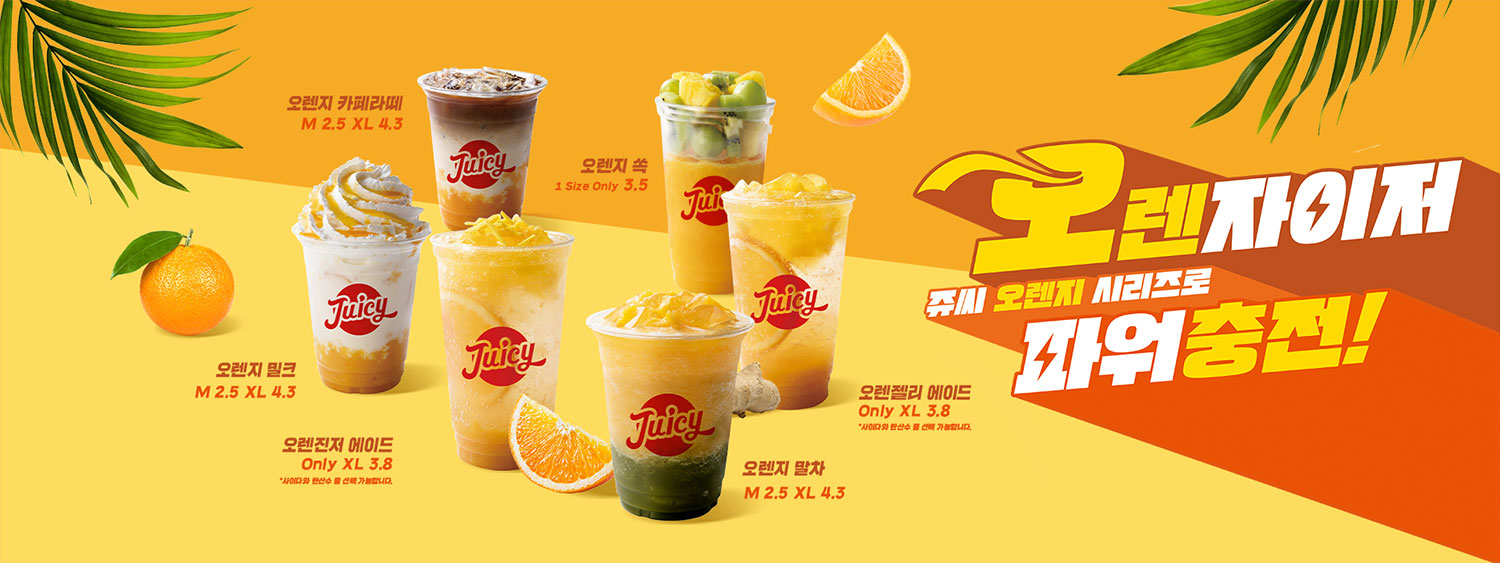 오렌지 카페라떼
M 2.5 XL 4.3
오렌지 쏙
1 Size Only 3.5
오렌지 밀크
M 2.5 XL 4.3
오렌진저 에이드
Only XL 3.8
*사이다와 탄산수 중 선택 가능합니다.
오렌젤리 에이드
Only XL 3.8
*사이다와 탄산수 중 선택 가능합니다.
오렌지 말차
M 2.5 XL 4.3
Juicy
Juicy
Juicy
Juicy
Juicy
Juicy
오렌자이저
쥬씨 오렌지 시리즈로
파워충전!